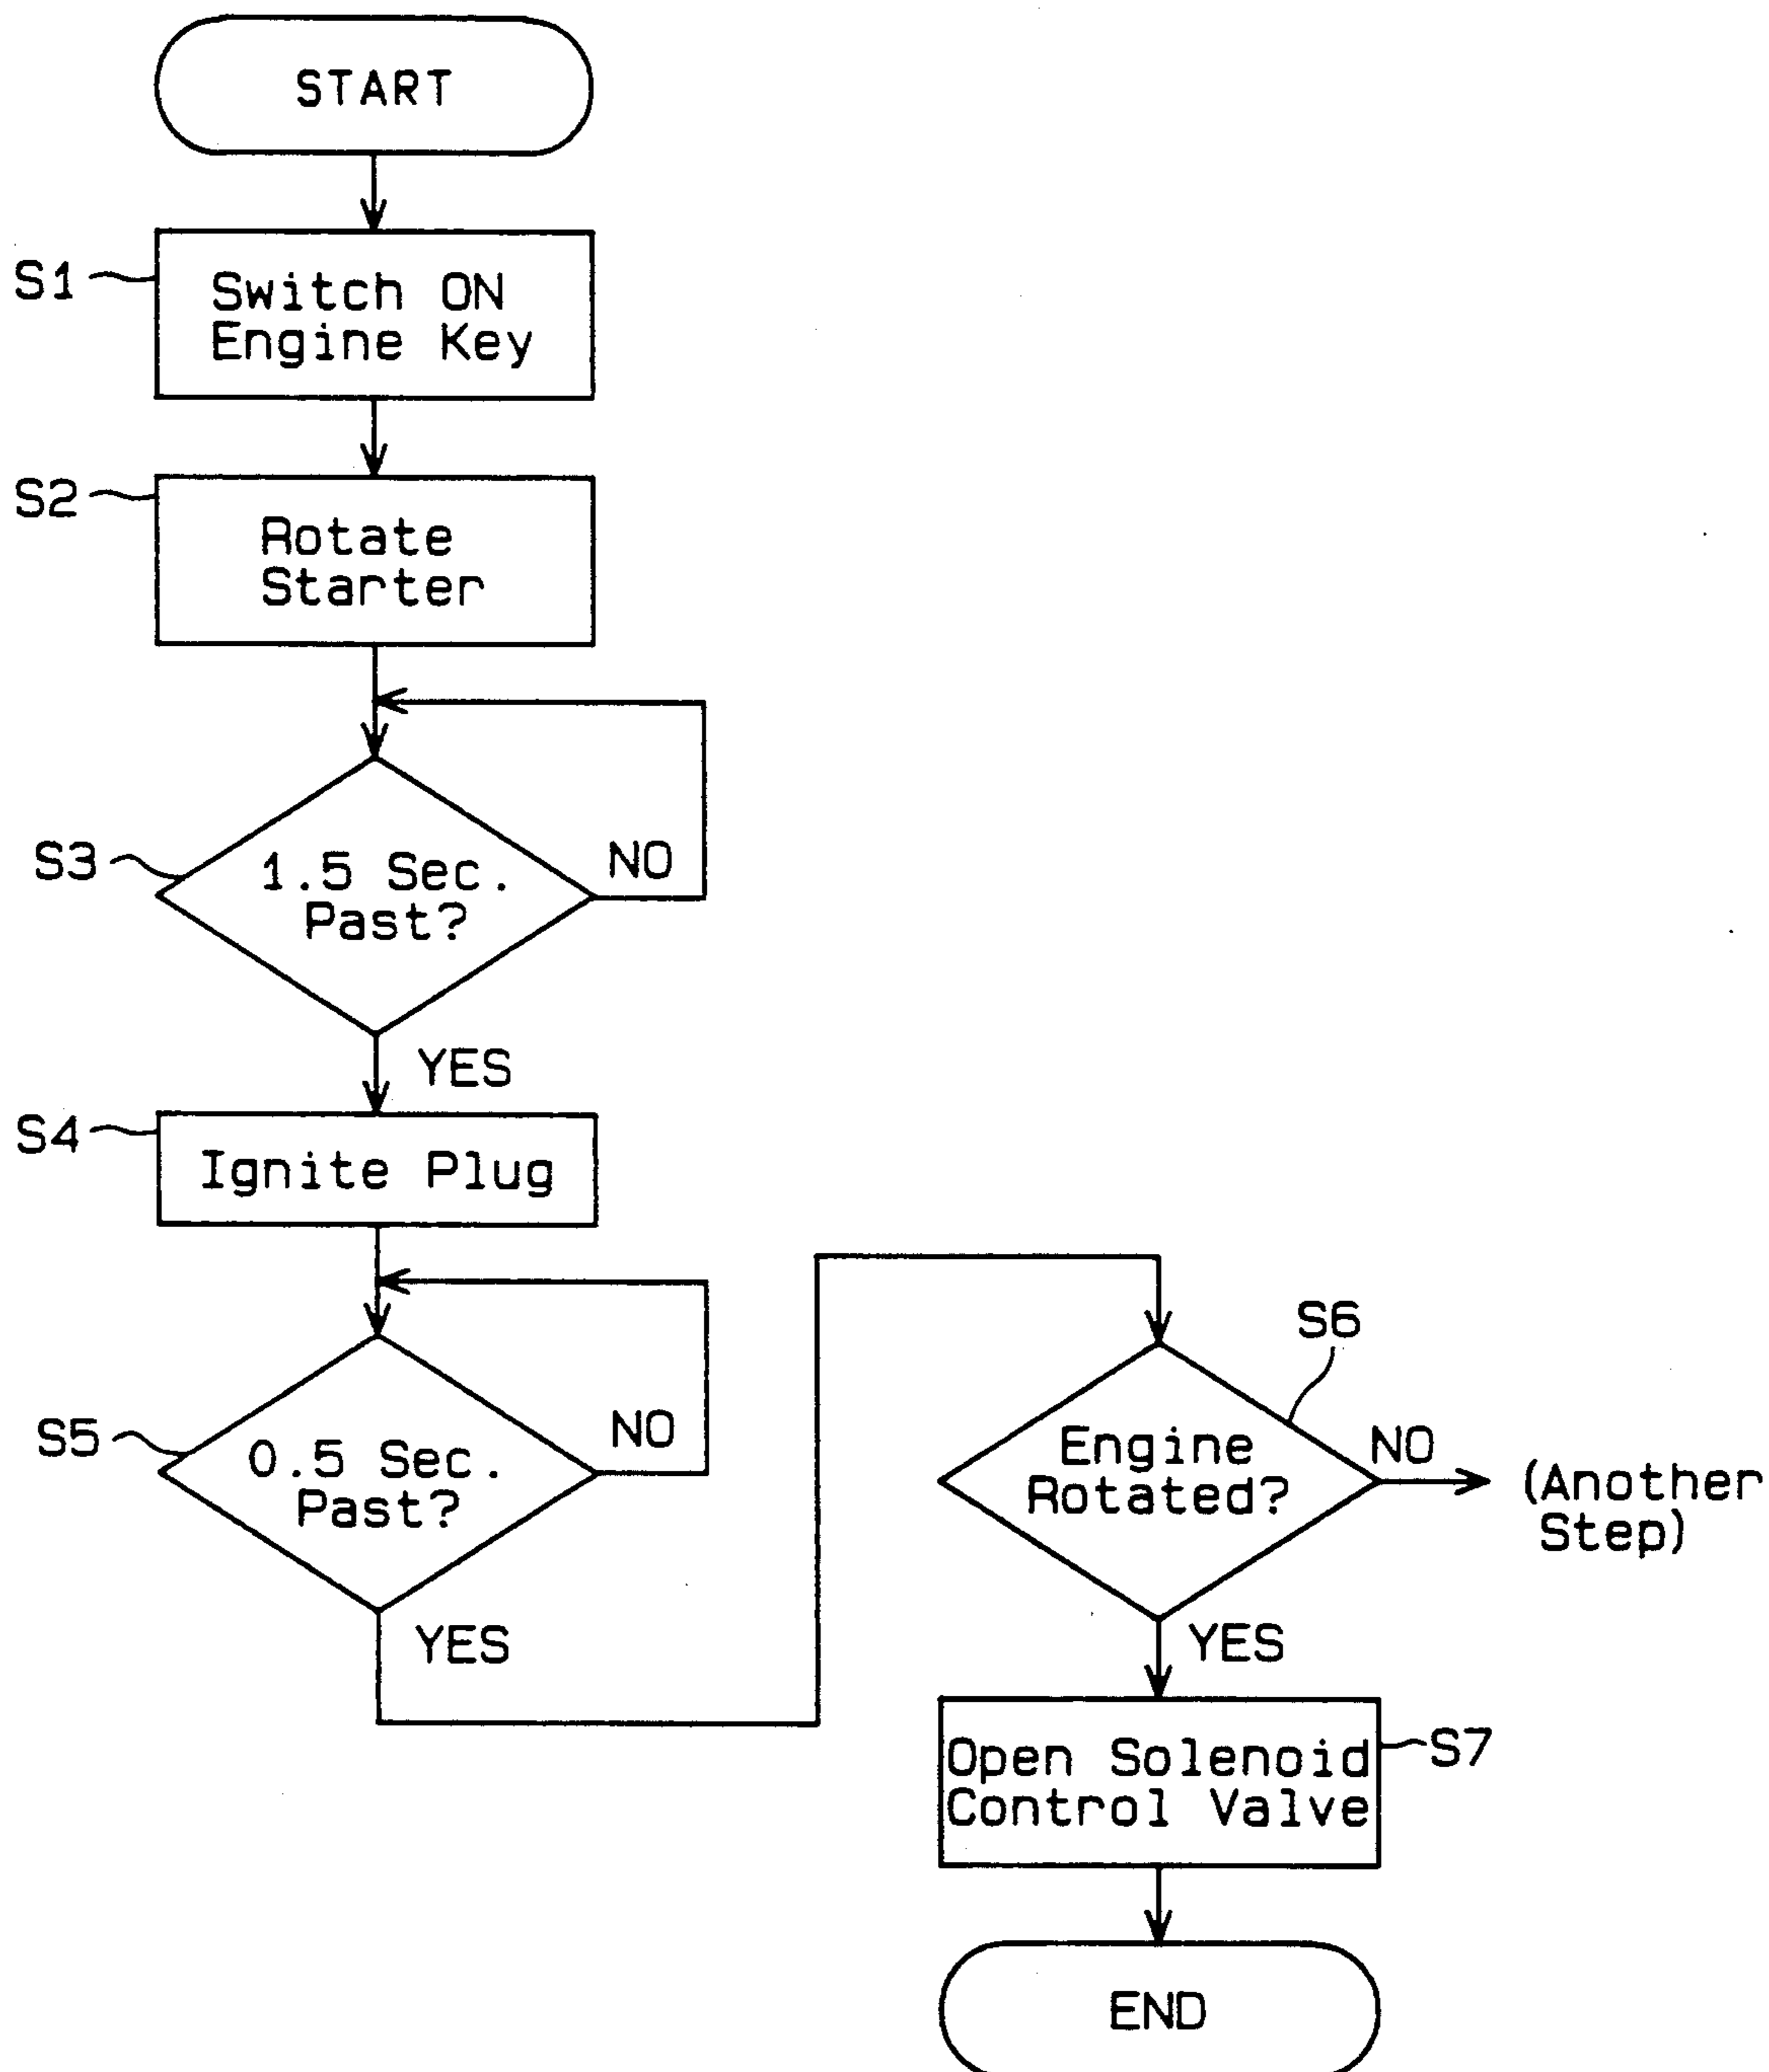 START
S1
Switch ON
Engine Key
S2
Rotate
Starter
S3
1.5 Sec.
Past?
NO
YES
S4
Ignite Plug
S5
0.5 Sec.
Past?
NO
YES
S6
Engine
Rotated?
NO
(Another
Step)
YES
Open Solenoid
Control Valve
S7
END